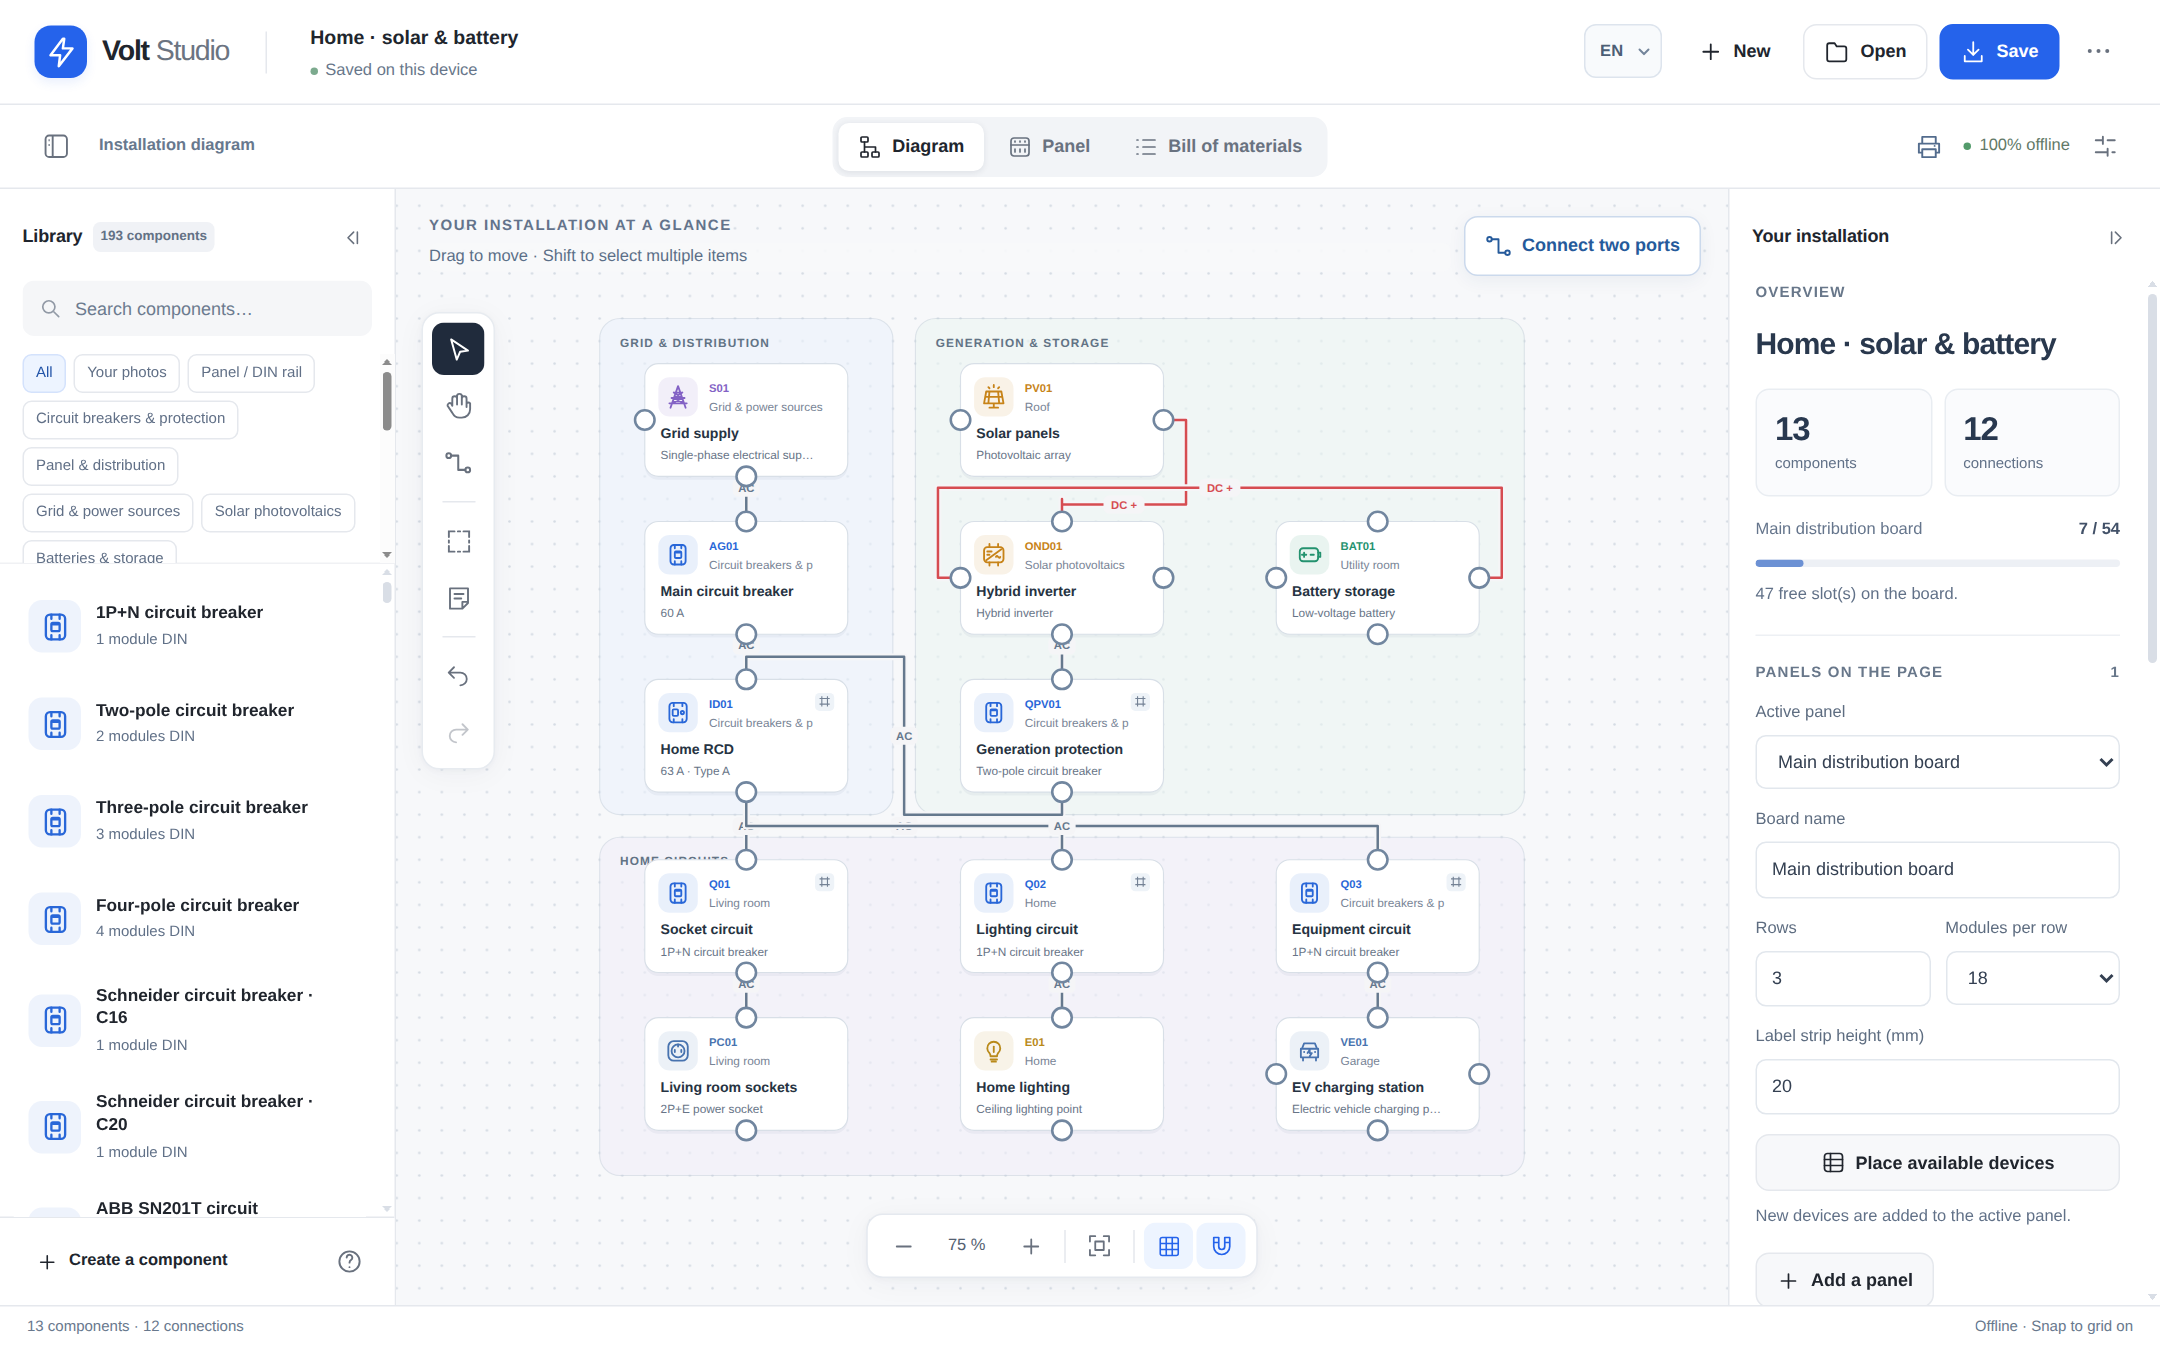 Volt Studio
Home · solar & battery
Saved on this device
EN
New
Open
Save
Installation diagram
Diagram
Panel
Bill of materials
100% offline
Library
193 components
Search components…
All
Your photos
Panel / DIN rail
Circuit breakers & protection
Panel & distribution
Grid & power sources
Solar photovoltaics
Batteries & storage
1P+N circuit breaker
1 module DIN
Two-pole circuit breaker
2 modules DIN
Three-pole circuit breaker
3 modules DIN
Four-pole circuit breaker
4 modules DIN
Schneider circuit breaker ·
C16
1 module DIN
Schneider circuit breaker ·
C20
1 module DIN
ABB SN201T circuit
Create a component
YOUR INSTALLATION AT A GLANCE
Drag to move · Shift to select multiple items
Connect two ports
GRID & DISTRIBUTION
S01
Grid & power sources
Grid supply
Single-phase electrical sup…
AC
AG01
Circuit breakers & p
Main circuit breaker
60 A
AC
ID01
Circuit breakers & p
Home RCD
63 A · Type A
AC
GENERATION & STORAGE
PV01
Roof
Solar panels
Photovoltaic array
DC +
DC +
OND01
Solar photovoltaics
Hybrid inverter
Hybrid inverter
BAT01
Utility room
Battery storage
Low-voltage battery
AC
QPV01
Circuit breakers & p
Generation protection
Two-pole circuit breaker
AC
HOME CIRCUITS
Q01
Living room
Socket circuit
1P+N circuit breaker
Q02
Home
Lighting circuit
1P+N circuit breaker
Q03
Circuit breakers & p
Equipment circuit
1P+N circuit breaker
AC
AC
AC
PC01
Living room
Living room sockets
2P+E power socket
E01
Home
Home lighting
Ceiling lighting point
VE01
Garage
EV charging station
Electric vehicle charging p…
75 %
Your installation
OVERVIEW
Home · solar & battery
13
components
12
connections
Main distribution board
7 / 54
47 free slot(s) on the board.
PANELS ON THE PAGE
1
Active panel
Main distribution board
Board name
Main distribution board
Rows
Modules per row
3
18
Label strip height (mm)
20
Place available devices
New devices are added to the active panel.
Add a panel
13 components · 12 connections
Offline · Snap to grid on